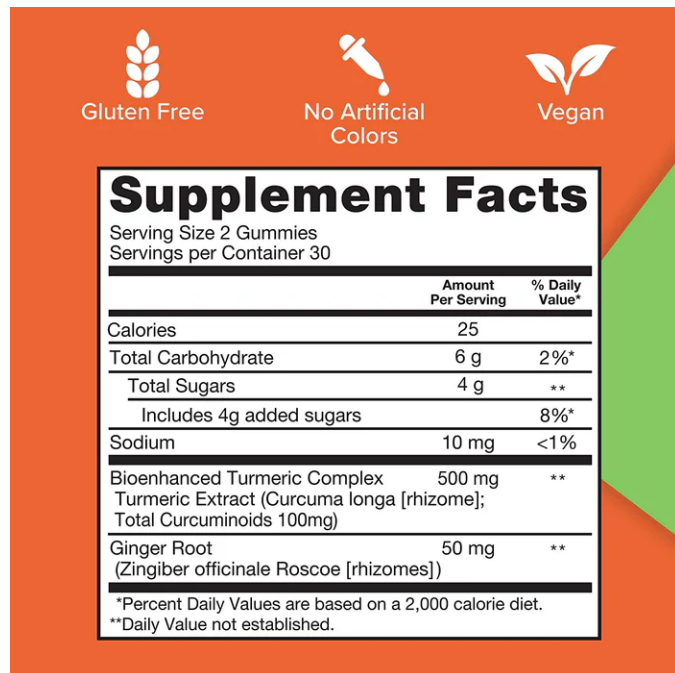 Gluten Free
No Artificial
Colors
Vegan
Supplement Facts
Serving Size 2 Gummies
Servings per Container 30
Amount
Per Serving
% Daily
Value*
Calories 25
Total Carbohydrate 6 g 2%*
Total Sugars 4 g **
Includes 4g added sugars 8%*
Sodium 10 mg <1%
Bioenhanced Turmeric Complex 500 mg **
Turmeric Extract (Curcuma longa [rhizome];
Total Curcuminoids 100mg)
Ginger Root 50 mg **
(Zingiber officinale Roscoe [rhizomes])
*Percent Daily Values are based on a 2,000 calorie diet.
**Daily Value not established.